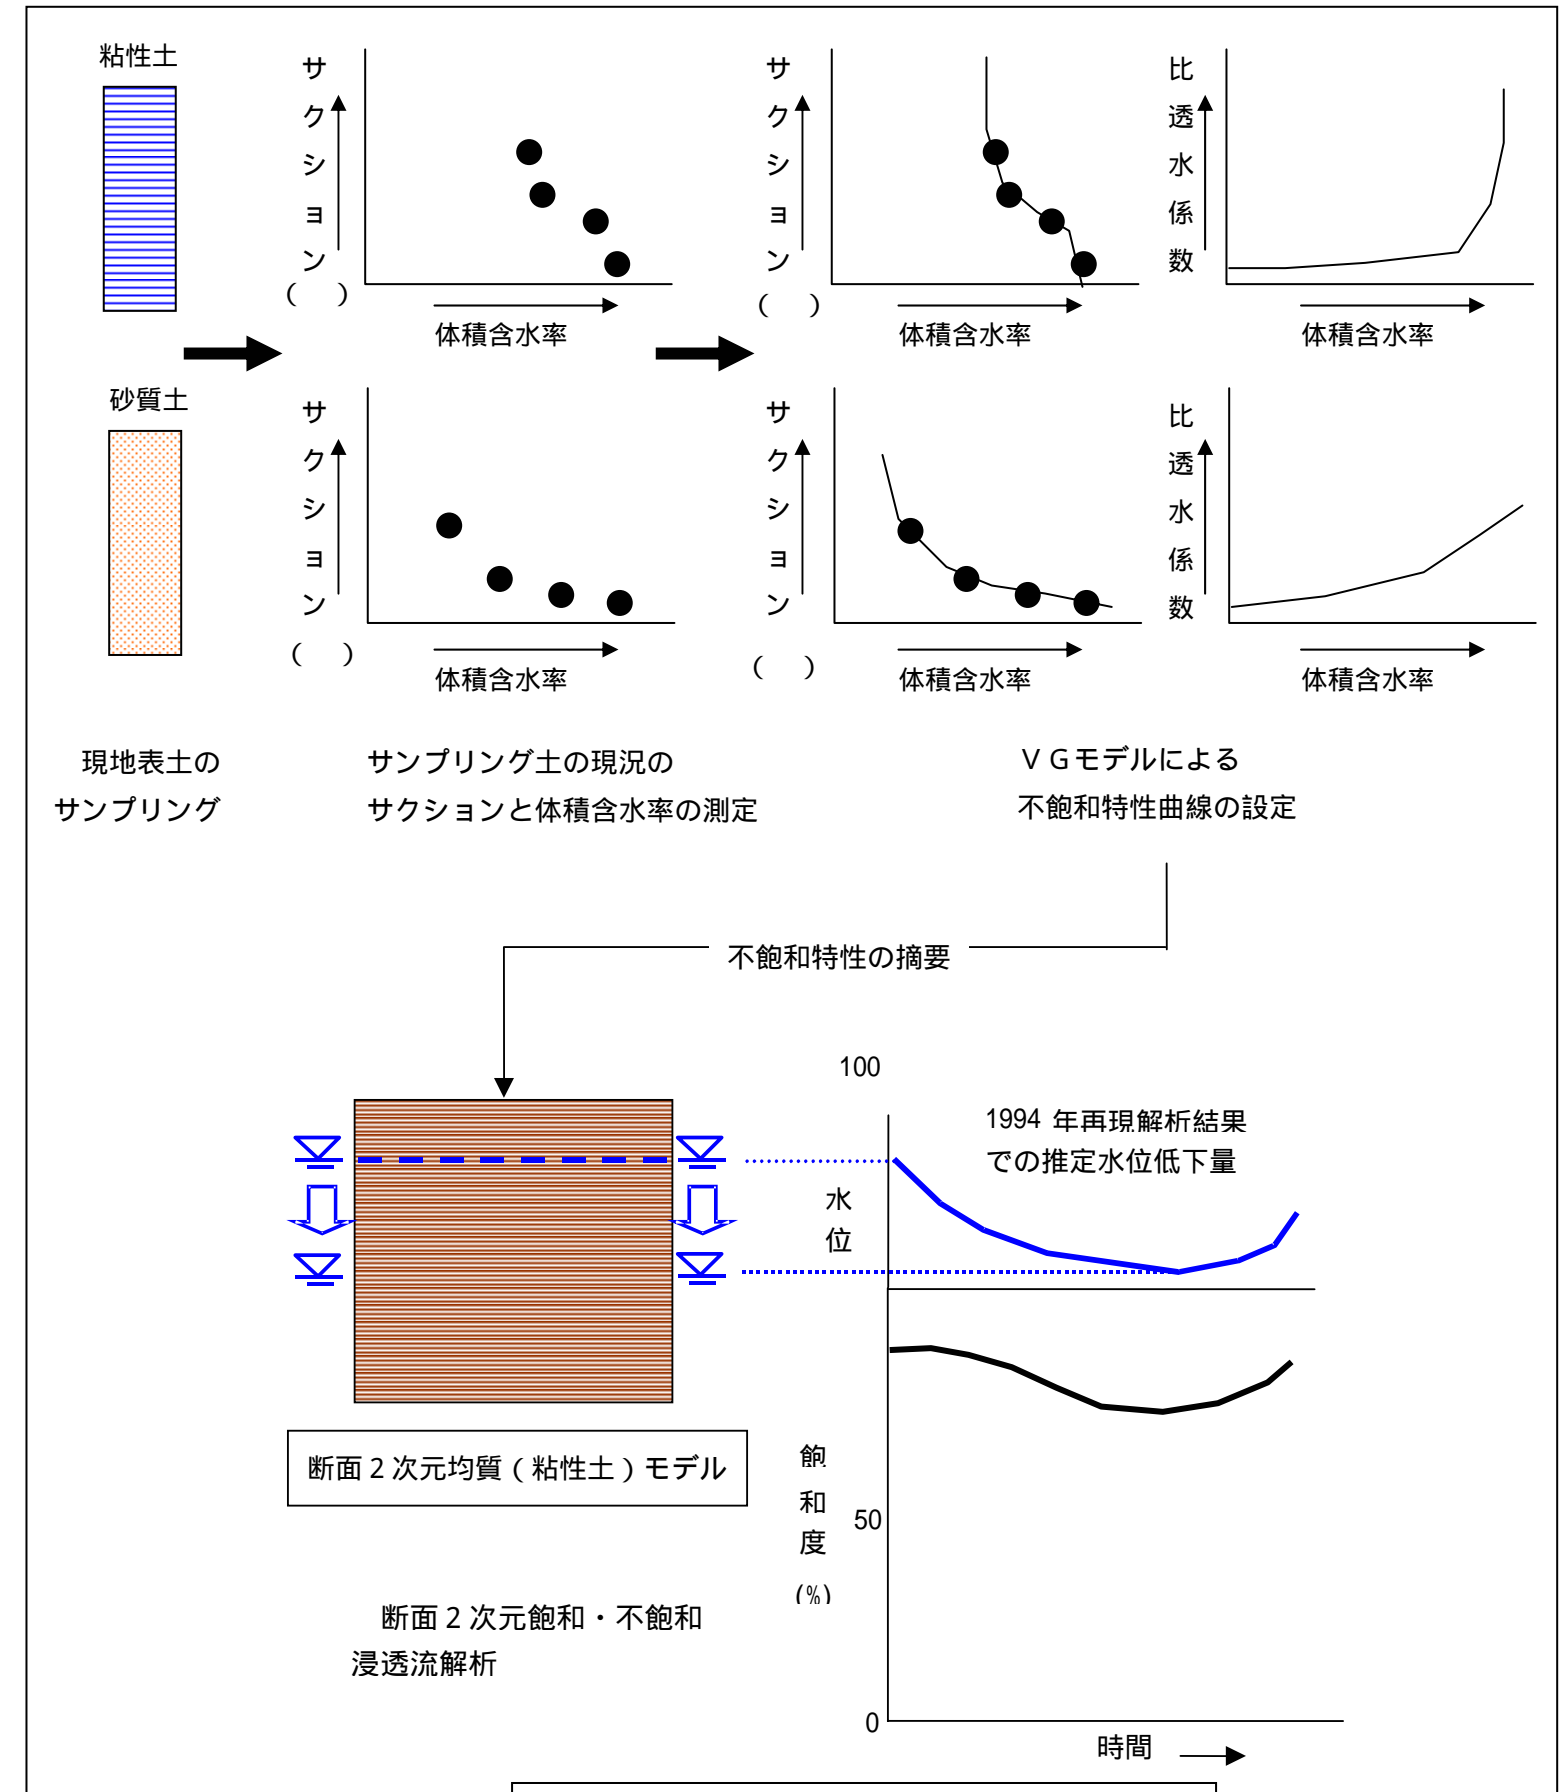 粘性土
サクション
(　)
体積含水率
サクション
(　)
体積含水率
比透水係数
体積含水率
砂質土
サクション
(　)
体積含水率
サクション
(　)
体積含水率
比透水係数
体積含水率
現地表土の
サンプリング
サンプリング土の現況の
サクションと体積含水率の測定
ＶＧモデルによる
不飽和特性曲線の設定
不飽和特性の摘要
100
1994 年再現解析結果
での推定水位低下量
水位
断面２次元均質（粘性土）モデル
飽和度
(%)
50
断面２次元飽和・不飽和
浸透流解析
0
時間